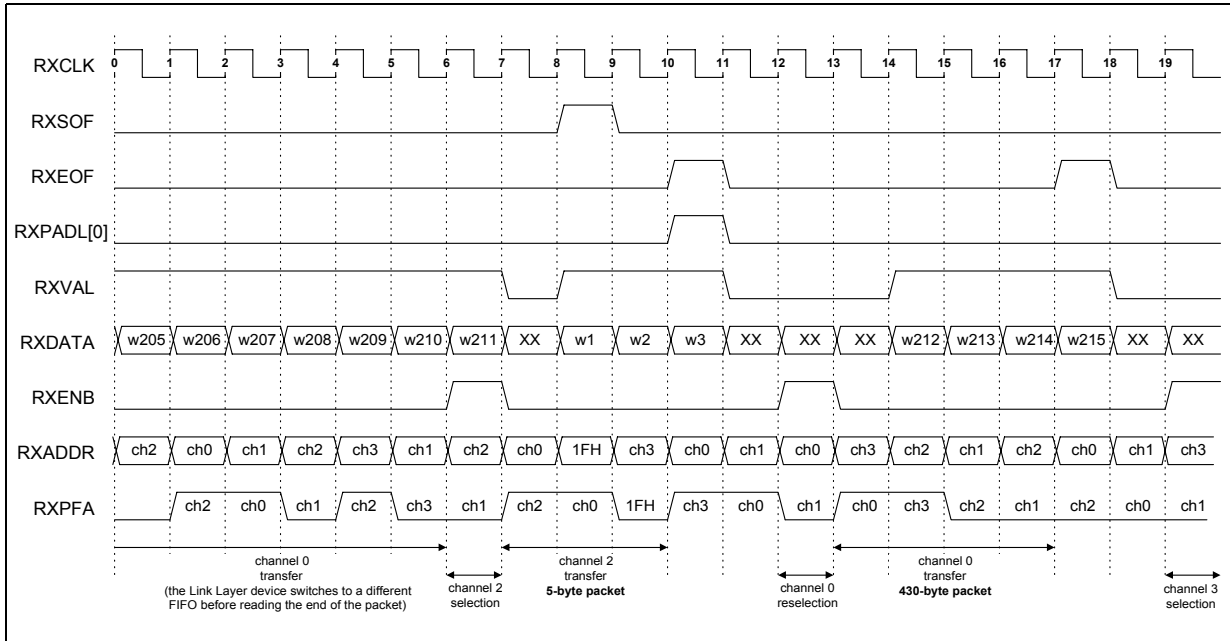 RXCLK 0 1 2 3 4 5 6 7 8 9 10 11 12 13 14 15 16 17 18 19
RXSOF
RXEOF
RXPADL[0]
RXVAL
RXDATA w205 w206 w207 w208 w209 w210 w211 XX w1 w2 w3 XX XX XX w212 w213 w214 w215 XX XX
RXENB
RXADDR ch2 ch0 ch1 ch2 ch3 ch1 ch2 ch0 1FH ch3 ch0 ch1 ch0 ch3 ch2 ch1 ch2 ch0 ch1 ch3
RXPFA ch2 ch0 ch1 ch2 ch3 ch1 ch2 ch0 1FH ch3 ch0 ch1 ch0 ch3 ch2 ch1 ch2 ch0 ch1
channel 0
transfer
(the Link Layer device switches to a different
FIFO before reading the end of the packet)
channel 2
selection
channel 2
transfer
5-byte packet
channel 0
reselection
channel 0
transfer
430-byte packet
channel 3
selection